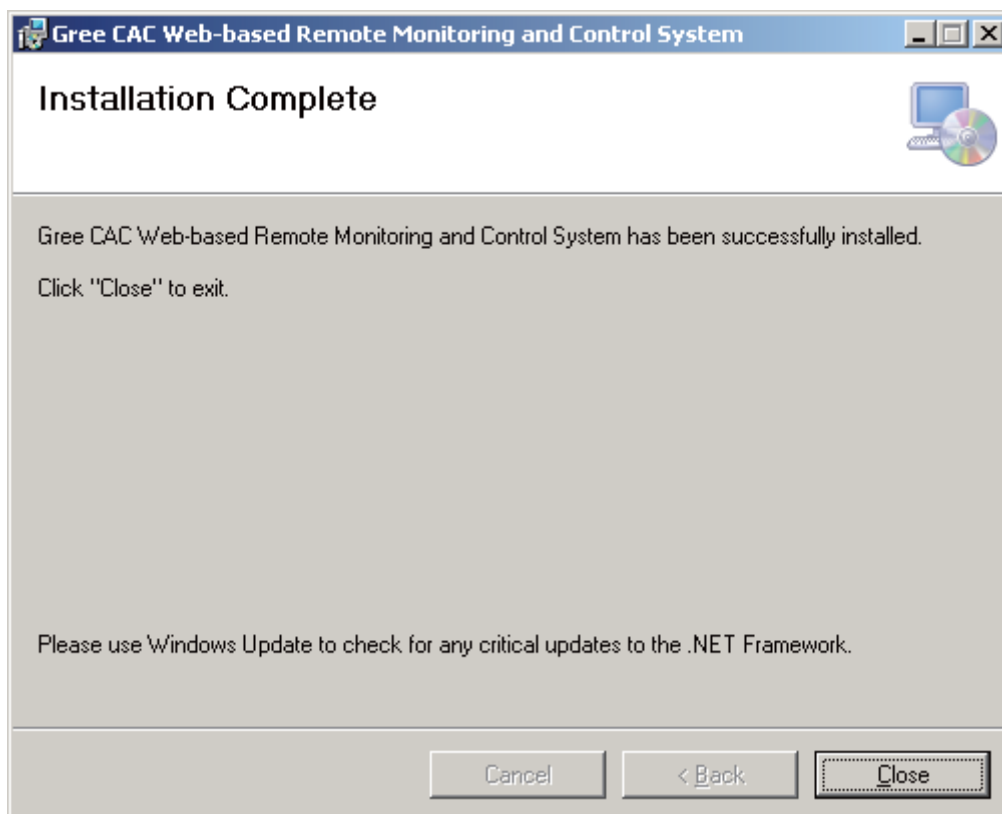 Gree CAC Web-based Remote Monitoring and Control System
Installation Complete
Gree CAC Web-based Remote Monitoring and Control System has been successfully installed.
Click "Close" to exit.
Please use Windows Update to check for any critical updates to the .NET Framework.
Cancel
< Back
Close